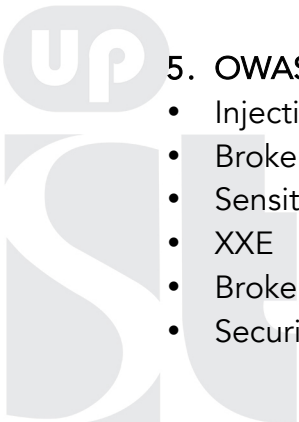 up
5. OWAS
• Injecti
• Broke
• Sensit
• XXE
• Broke
• Securi